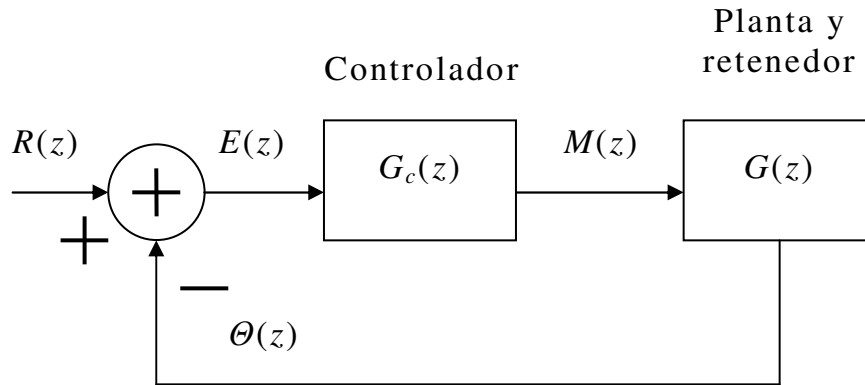 Planta y
retenedor
Controlador
R(z)
E(z)
G_c(z)
M(z)
G(z)
+
+
−
Θ(z)